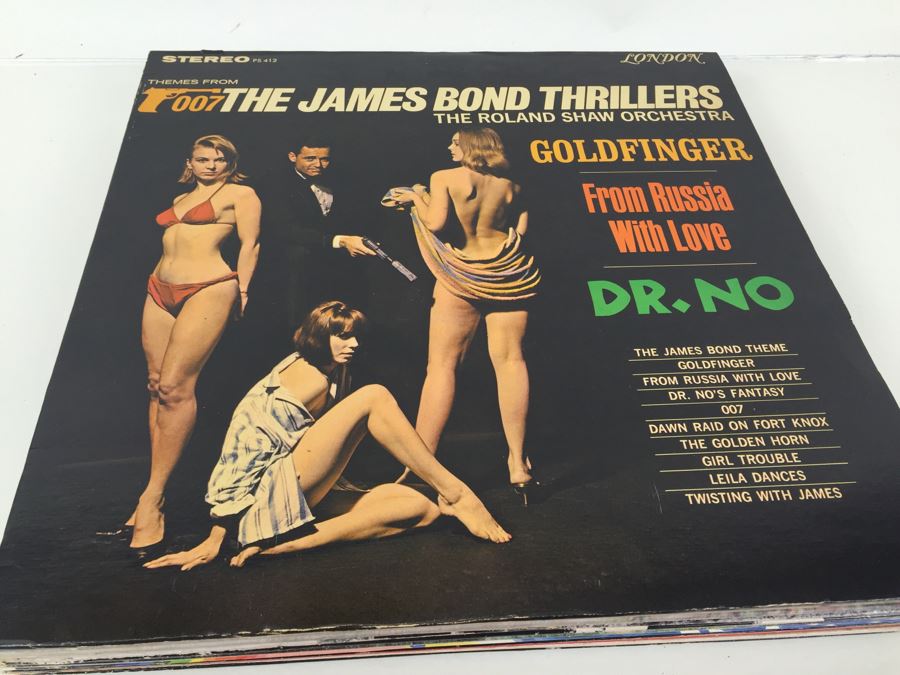 STEREO PS 412
LONDON
THEMES FROM
007 THE JAMES BOND THRILLERS
THE ROLAND SHAW ORCHESTRA
GOLDFINGER
From Russia
With Love
DR. NO
THE JAMES BOND THEME
GOLDFINGER
FROM RUSSIA WITH LOVE
DR. NO'S FANTASY
007
DAWN RAID ON FORT KNOX
THE GOLDEN HORN
GIRL TROUBLE
LEILA DANCES
TWISTING WITH JAMES